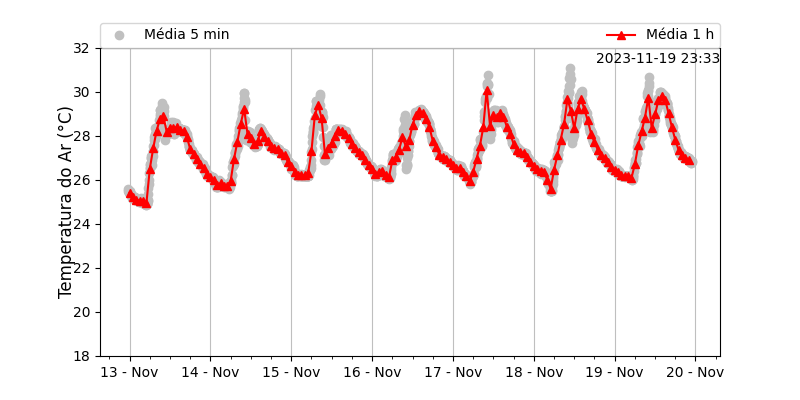 Média 5 min
Média 1 h
2023-11-19 23:33
Temperatura do Ar (°C)
32
30
28
26
24
22
20
18
13 - Nov
14 - Nov
15 - Nov
16 - Nov
17 - Nov
18 - Nov
19 - Nov
20 - Nov